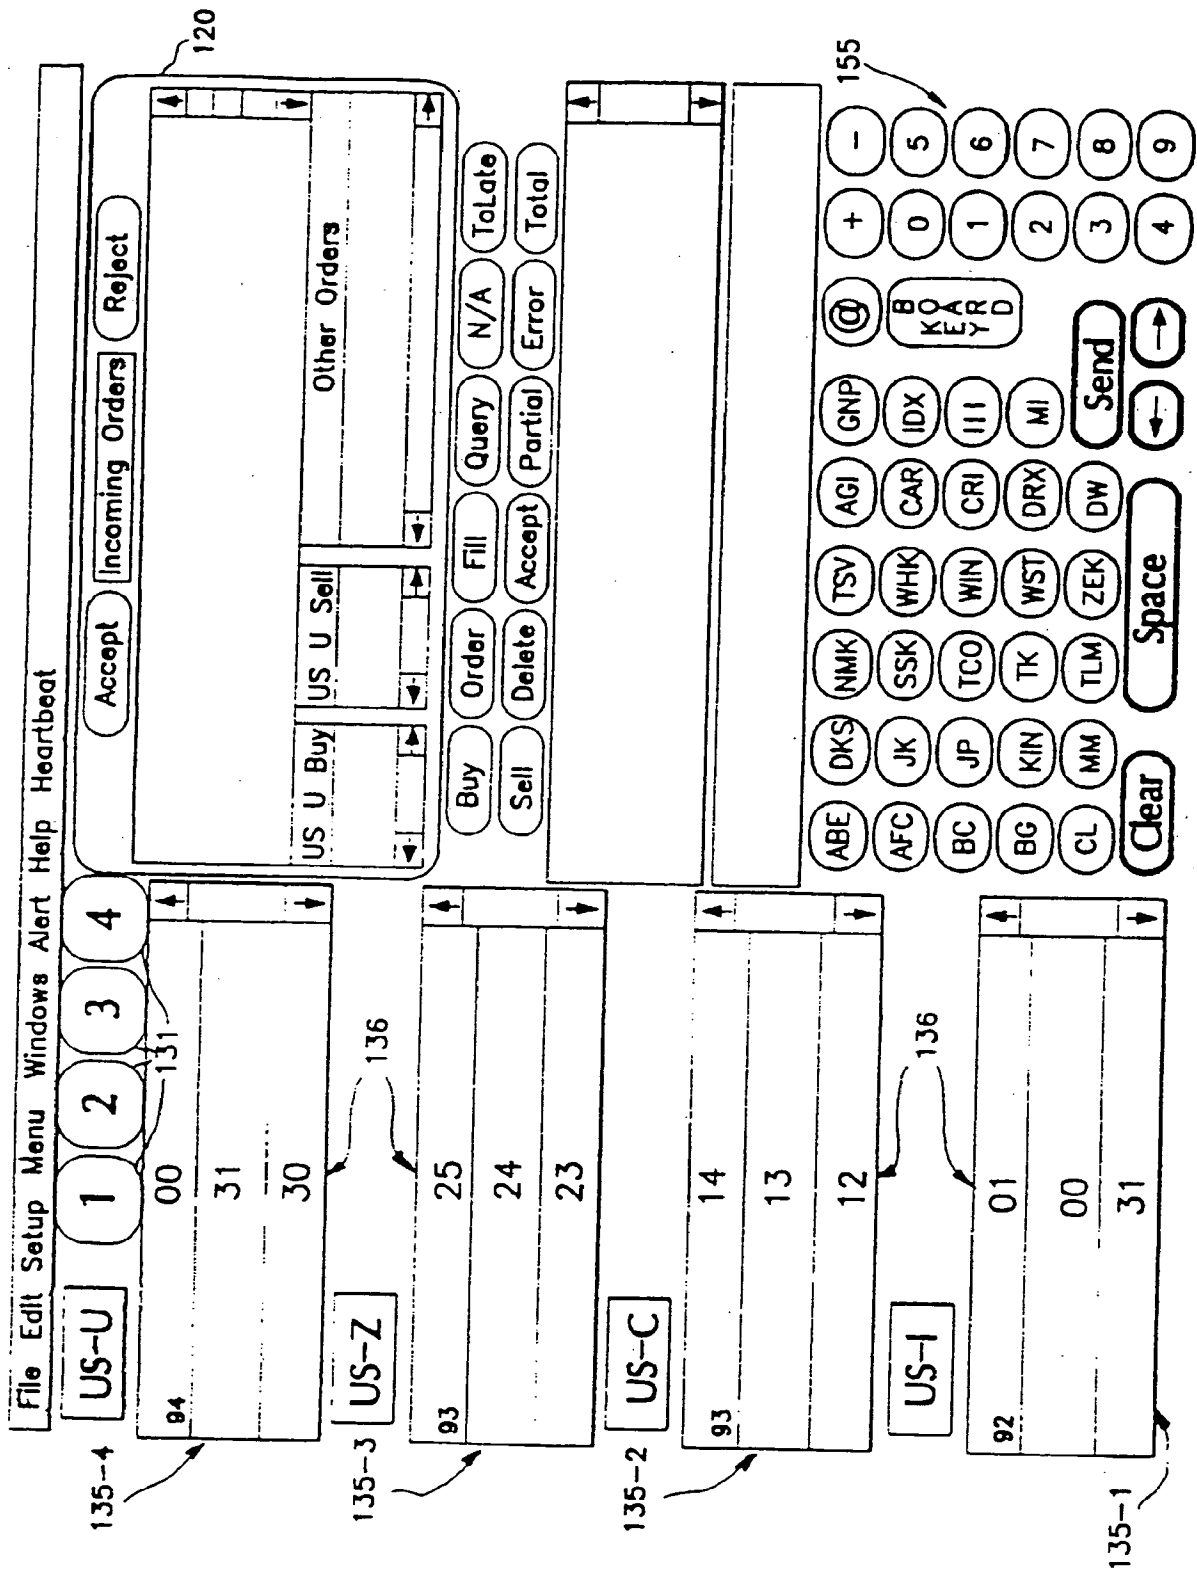 File Edit Setup Menu Windows Alert Help Heartbeat
US-U 1 2 3 4
131
135-4
94 00
31
30
136
US-Z
135-3
93 25
24
23
US-C
135-2
93 14
13
12
136
US-I
92 01
00
31
135-1
Accept Incoming Orders Reject
120
US U Buy US U Sell Other Orders
Buy Order Fill Query N/A ToLate
Sell Delete Accept Partial Error Total
155
ABE DKS NMK TSV AGI GNP @ + -
AFC JK SSK WHK CAR IDX 0 5
BC JP TCO WIN CRI III 1 6
BG KIN TK WST DRX MI 2 7
CL MM TLM ZEK DW 3 8
KEY BOARD
Send
4 9
Clear Space